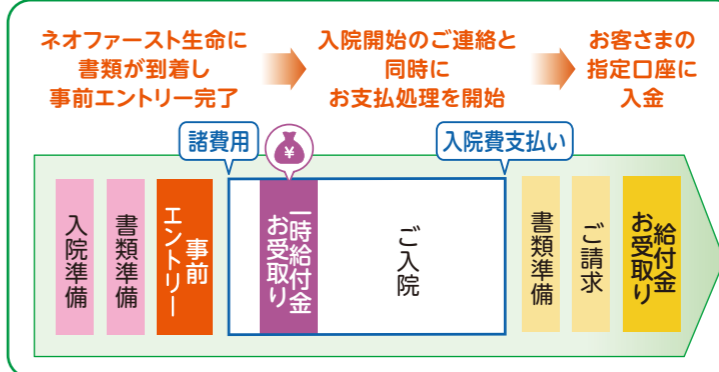 ネオファースト生命に
書類が到着し
事前エントリー完了
入院開始のご連絡と
同時に
お支払処理を開始
お客さまの
指定口座に
入金
諸費用
¥
入院費支払い
入院準備
書類準備
事前
エントリー
一時給付金
お受取り
ご入院
書類準備
ご請求
給付金
お受取り